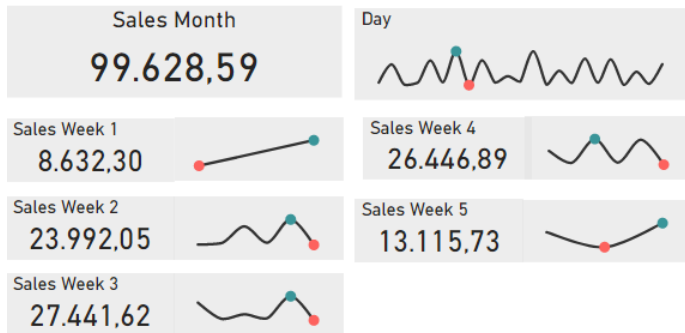 Sales Month
99.628,59
Day
Sales Week 1
8.632,30
Sales Week 4
26.446,89
Sales Week 2
23.992,05
Sales Week 5
13.115,73
Sales Week 3
27.441,62